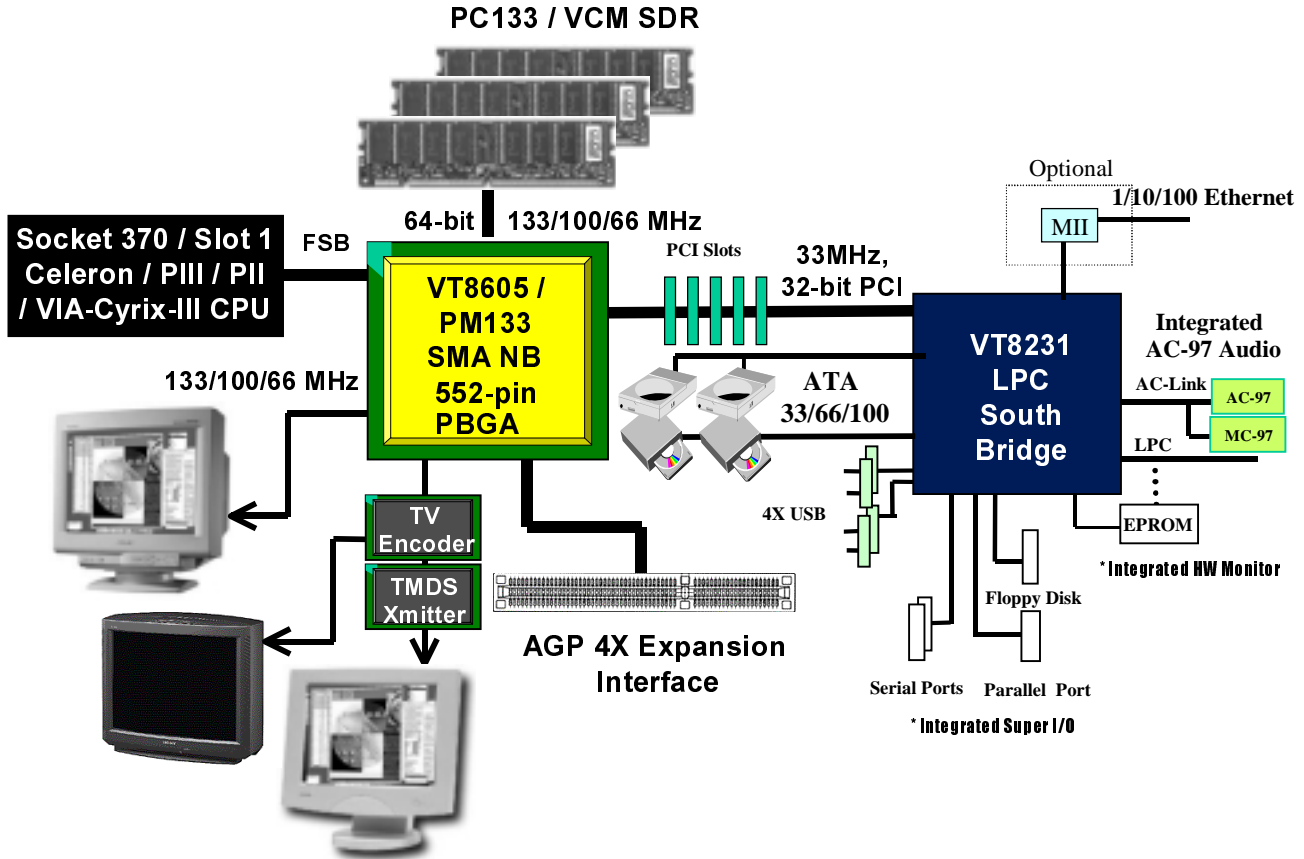 PC133 / VCM SDR
64-bit
133/100/66 MHz
Socket 370 / Slot 1
Celeron / PIII / PII
/ VIA-Cyrix-III CPU
FSB
VT8605 /
PM133
SMA NB
552-pin
PBGA
133/100/66 MHz
PCI Slots
33MHz,
32-bit PCI
Optional
MII
1/10/100 Ethernet
VT8231
LPC
South
Bridge
Integrated
AC-97 Audio
AC-Link
AC-97
MC-97
LPC
EPROM
* Integrated HW Monitor
ATA
33/66/100
4X USB
TV
Encoder
TMDS
Xmitter
AGP 4X Expansion
Interface
Floppy Disk
Serial Ports
Parallel Port
* Integrated Super I/O